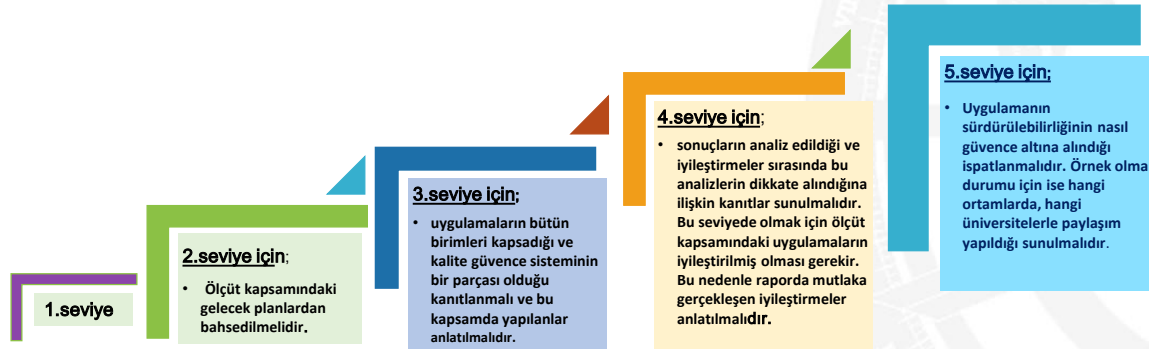 1.seviye
2.seviye için;
• Ölçüt kapsamındaki
gelecek planlardan
bahsedilmelidir.
3.seviye için;
• uygulamaların bütün
birimleri kapsadığı ve
kalite güvence sisteminin
bir parçası olduğu
kanıtlanmalı ve bu
kapsamda yapılanlar
anlatılmalıdır.
4.seviye için;
• sonuçların analiz edildiği ve
iyileştirmeler sırasında bu
analizlerin dikkate alındığına
ilişkin kanıtlar sunulmalıdır.
Bu seviyede olmak için ölçüt
kapsamındaki uygulamaların
iyileştirilmiş olması gerekir.
Bu nedenle raporda mutlaka
gerçekleşen iyileştirmeler
anlatılmalıdır.
5.seviye için;
• Uygulamanın
sürdürülebilirliğinin nasıl
güvence altına alındığı
ispatlanmalıdır. Örnek olma
durumu için ise hangi
ortamlarda, hangi
üniversitelerle paylaşım
yapıldığı sunulmalıdır.